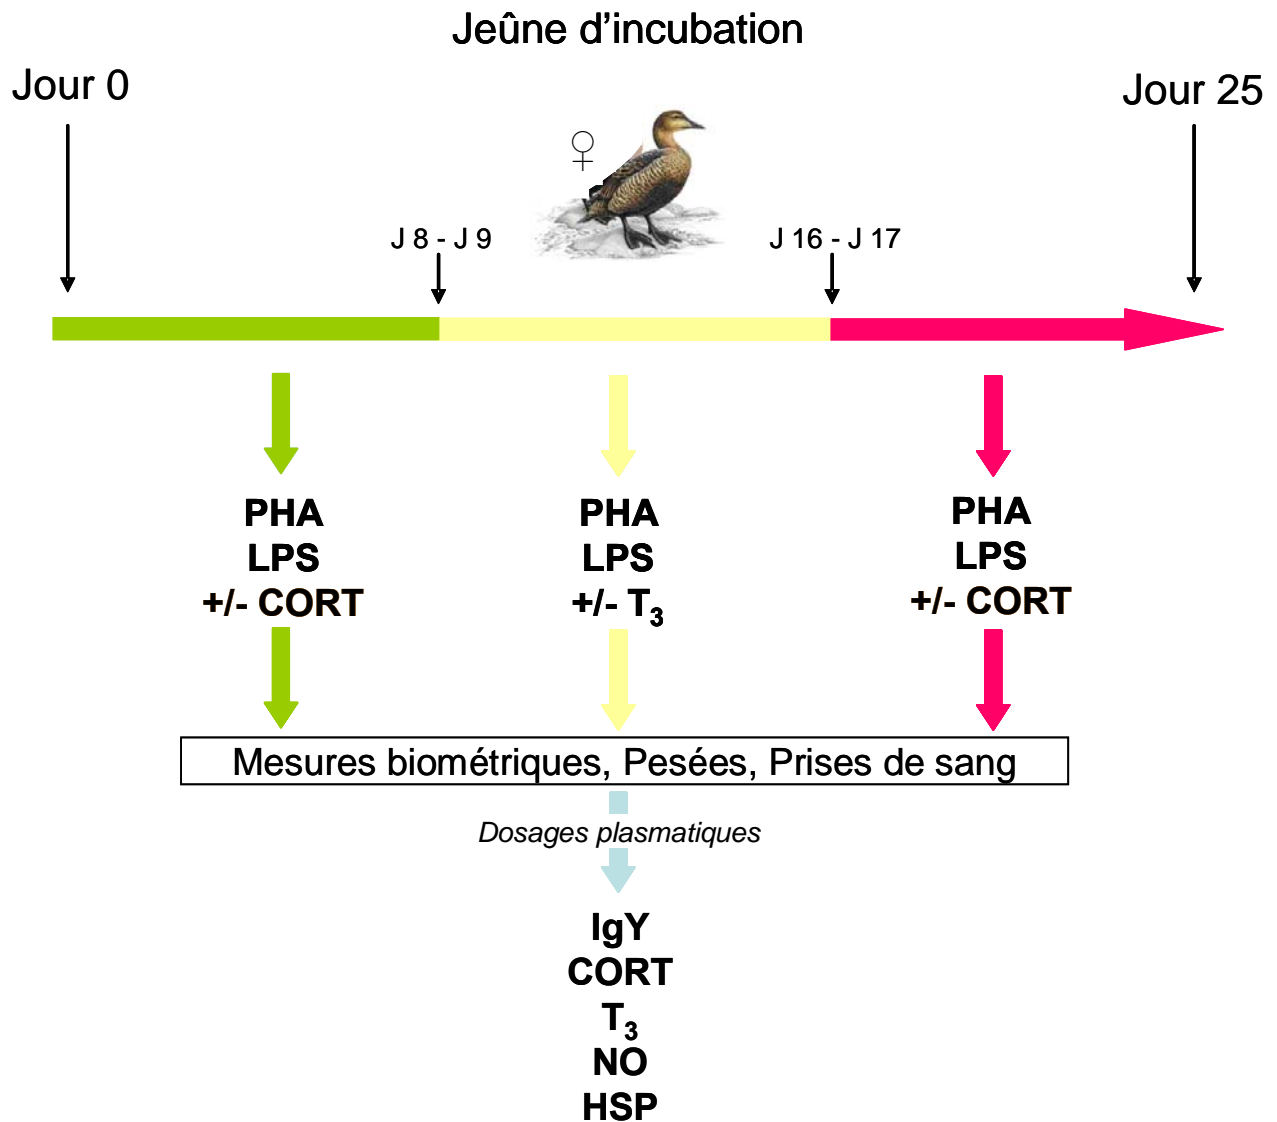 Jeûne d'incubation
Jour 0
Jour 25
♀
J 8 - J 9
J 16 - J 17
PHA
LPS
+/- CORT
PHA
LPS
+/- T₃
PHA
LPS
+/- CORT
Mesures biométriques, Pesées, Prises de sang
Dosages plasmatiques
IgY
CORT
T₃
NO
HSP